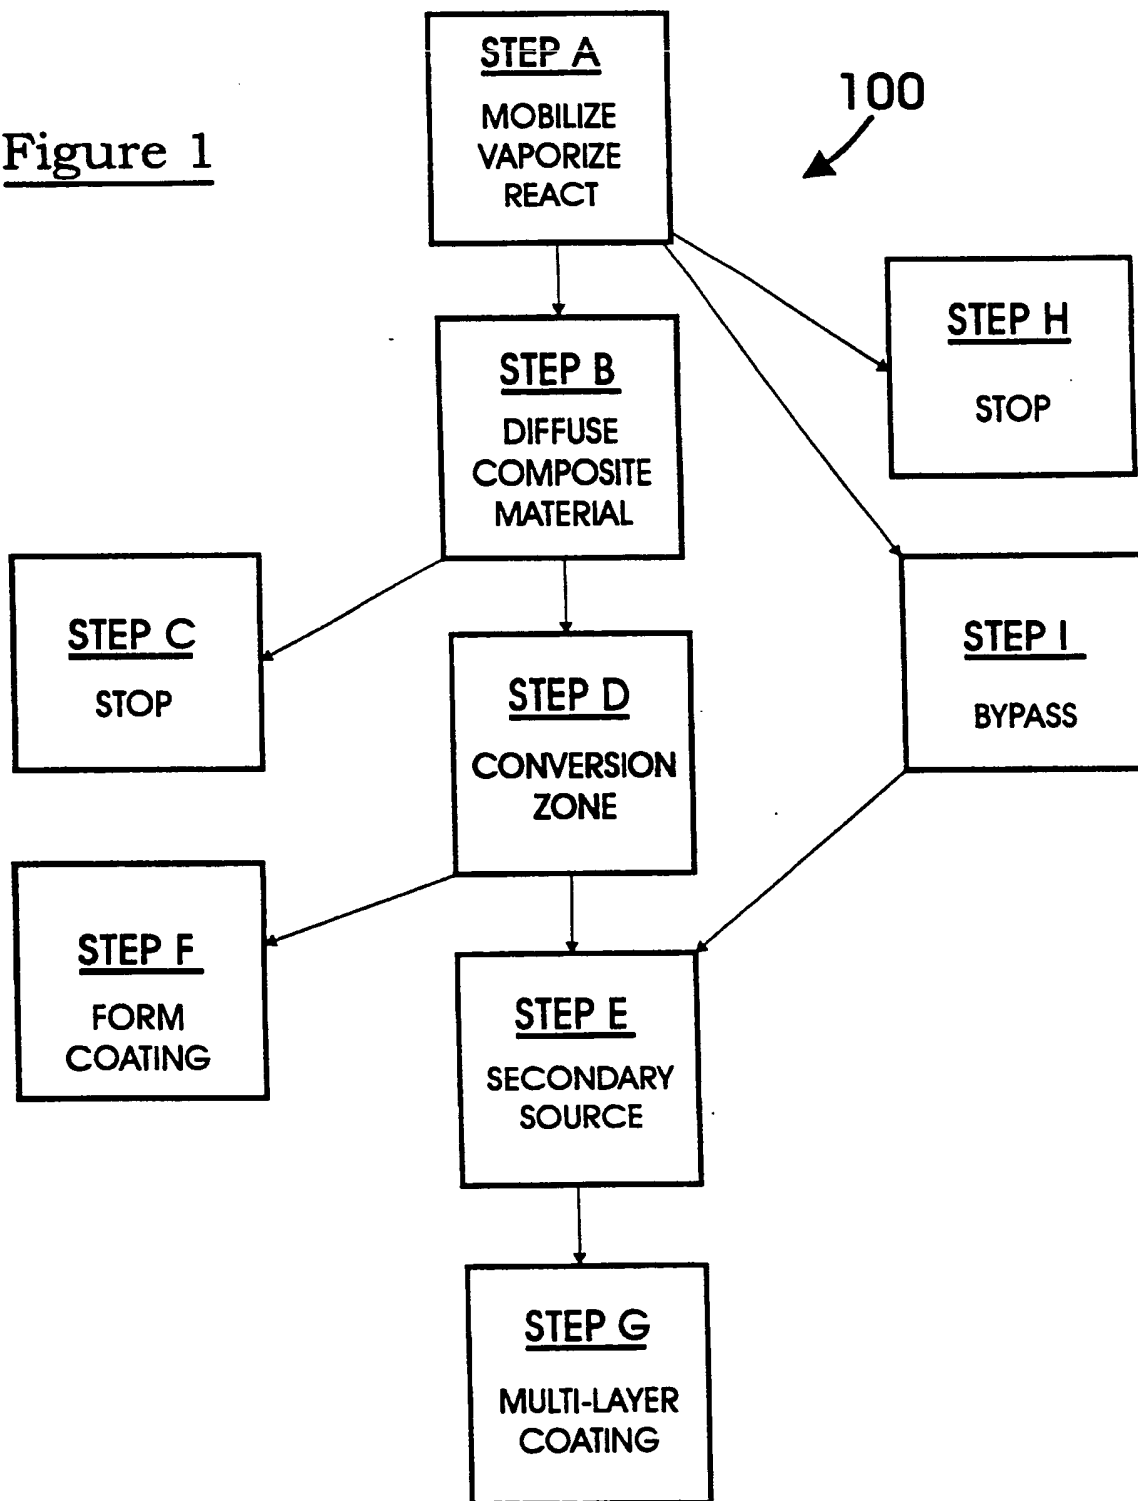 Figure 1
100
STEP A
MOBILIZE
VAPORIZE
REACT
STEP H
STOP
STEP B
DIFFUSE
COMPOSITE
MATERIAL
STEP C
STOP
STEP D
CONVERSION
ZONE
STEP I
BYPASS
STEP F
FORM
COATING
STEP E
SECONDARY
SOURCE
STEP G
MULTI-LAYER
COATING